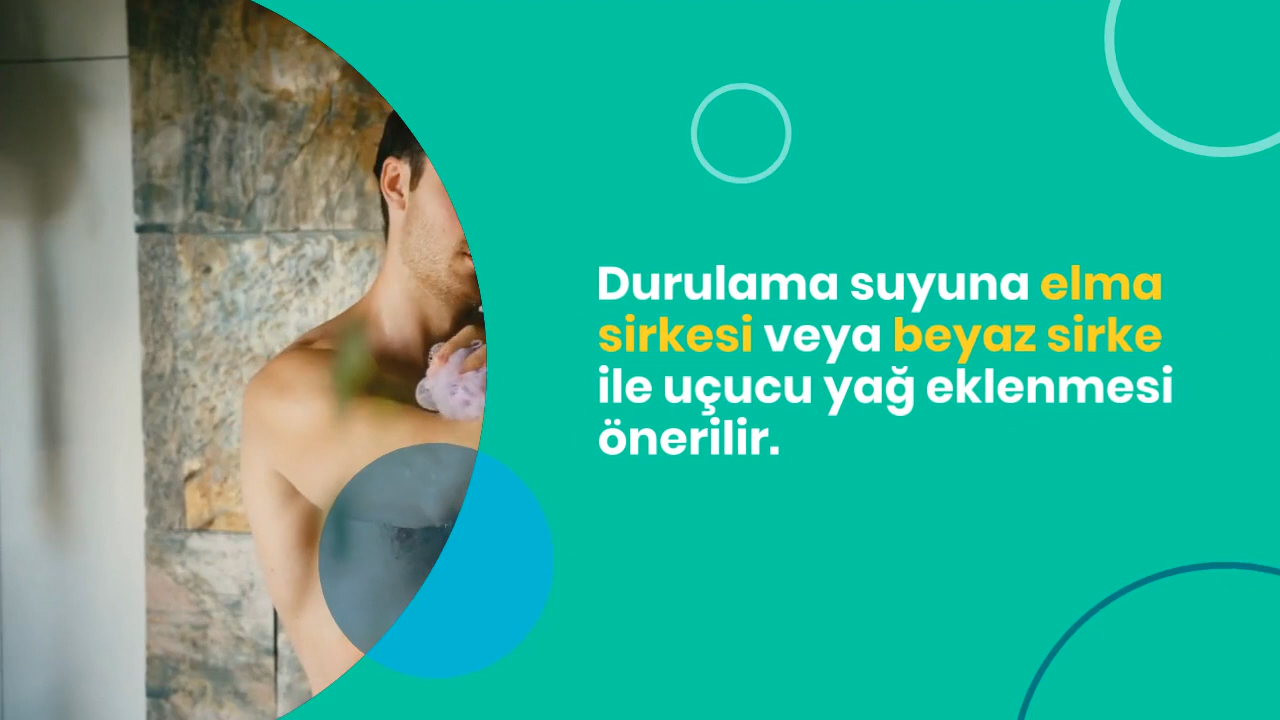 Durulama suyuna elma
sirkesi veya beyaz sirke
ile uçucu yağ eklenmesi
önerilir.